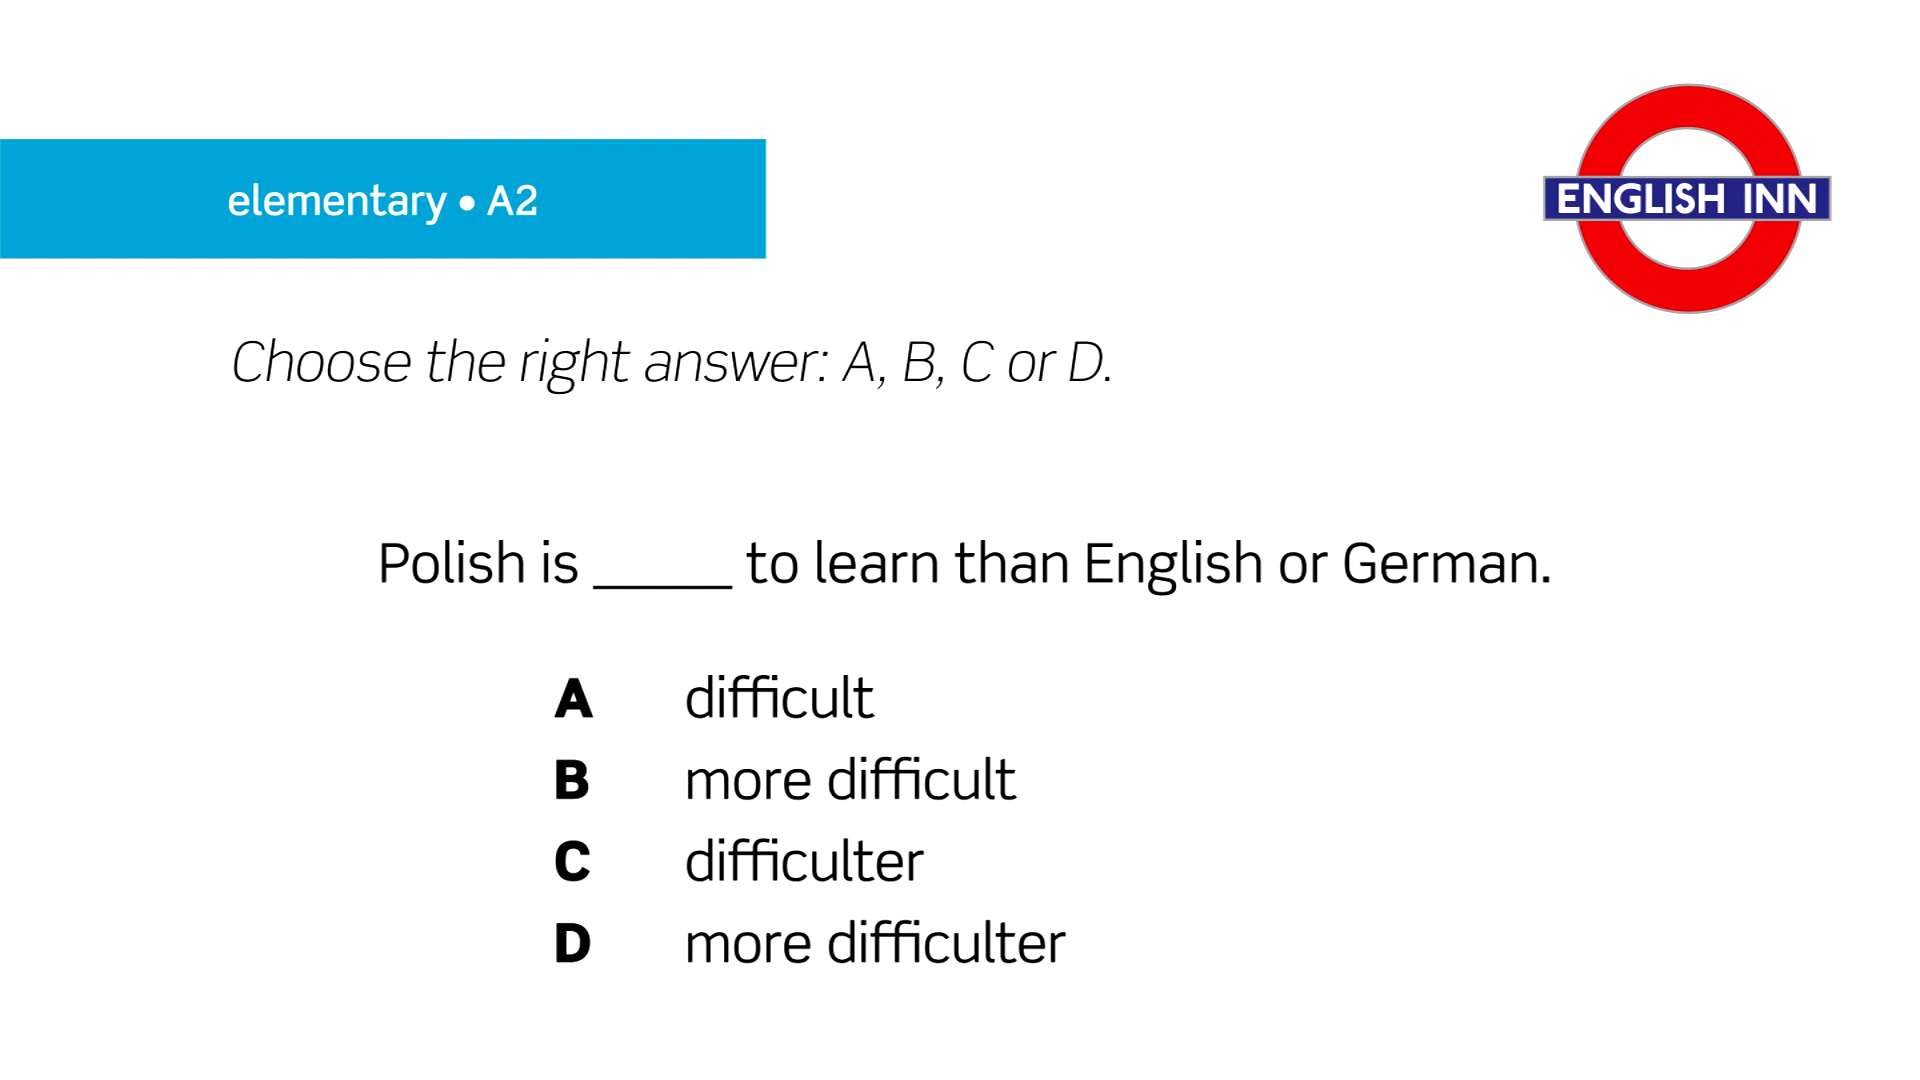 elementary • A2
ENGLISH INN
Choose the right answer: A, B, C or D.
Polish is _____ to learn than English or German.
A difficult
B more difficult
C difficulter
D more difficulter